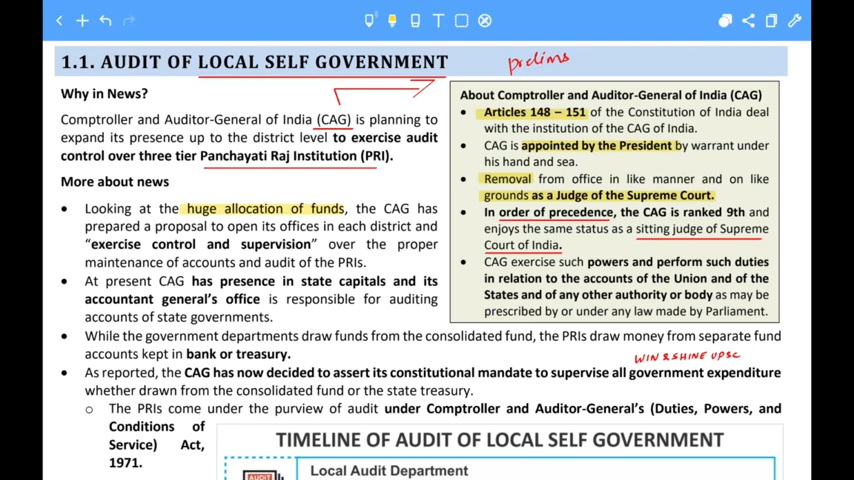 1.1. AUDIT OF LOCAL SELF GOVERNMENT
prelims
Why in News?
Comptroller and Auditor-General of India (CAG) is planning to
expand its presence up to the district level to exercise audit
control over three tier Panchayati Raj Institution (PRI).
More about news
• Looking at the huge allocation of funds, the CAG has
prepared a proposal to open its offices in each district and
“exercise control and supervision” over the proper
maintenance of accounts and audit of the PRIs.
• At present CAG has presence in state capitals and its
accountant general’s office is responsible for auditing
accounts of state governments.
About Comptroller and Auditor-General of India (CAG)
• Articles 148 – 151 of the Constitution of India deal
with the institution of the CAG of India.
• CAG is appointed by the President by warrant under
his hand and sea.
• Removal from office in like manner and on like
grounds as a Judge of the Supreme Court.
• In order of precedence, the CAG is ranked 9th and
enjoys the same status as a sitting judge of Supreme
Court of India.
• CAG exercise such powers and perform such duties
in relation to the accounts of the Union and of the
States and of any other authority or body as may be
prescribed by or under any law made by Parliament.
• While the government departments draw funds from the consolidated fund, the PRIs draw money from separate fund
accounts kept in bank or treasury.
WIN & SHINE UPSC
• As reported, the CAG has now decided to assert its constitutional mandate to supervise all government expenditure
whether drawn from the consolidated fund or the state treasury.
o The PRIs come under the purview of audit under Comptroller and Auditor-General’s (Duties, Powers, and
Conditions of
Service) Act,
1971.
TIMELINE OF AUDIT OF LOCAL SELF GOVERNMENT
AUDIT
Local Audit Department